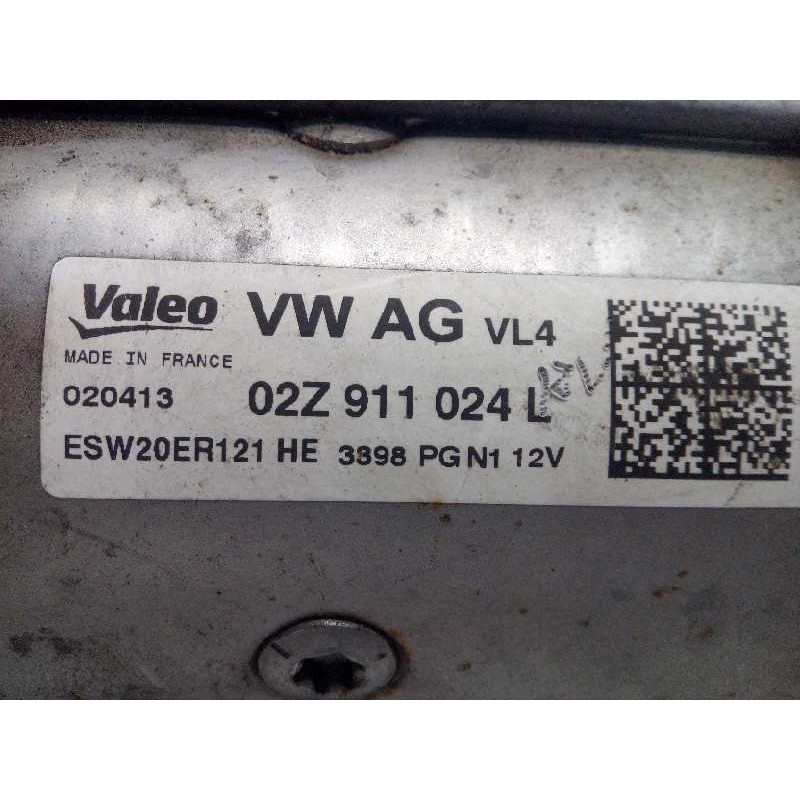 Valeo VW AG VL4
MADE IN FRANCE
020413 02Z 911 024 L
ESW20ER121 HE 3398 PG N1 12V